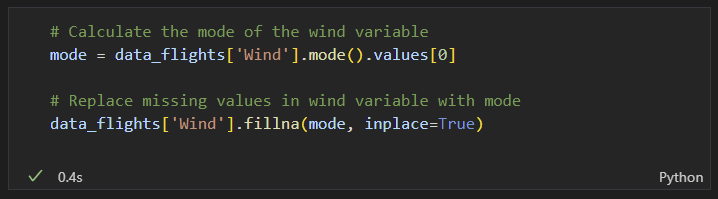 # Calculate the mode of the wind variable
mode = data_flights['Wind'].mode().values[0]
# Replace missing values in wind variable with mode
data_flights['Wind'].fillna(mode, inplace=True)
0.4s
Python